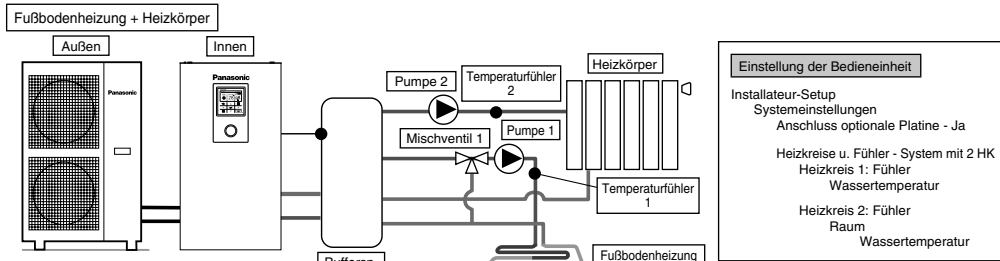 Fußbodenheizung + Heizkörper
Außen
Innen
Panasonic
Panasonic
Pumpe 2
Temperaturfühler
2
Heizkörper
Mischventil 1
Pumpe 1
Temperaturfühler
1
Fußbodenheizung
Einstellung der Bedieneinheit
Installateur-Setup
Systemeinstellungen
Anschluss optionale Platine - Ja
Heizkreise u. Fühler - System mit 2 HK
Heizkreis 1: Fühler
Wassertemperatur
Heizkreis 2: Fühler
Raum
Wassertemperatur